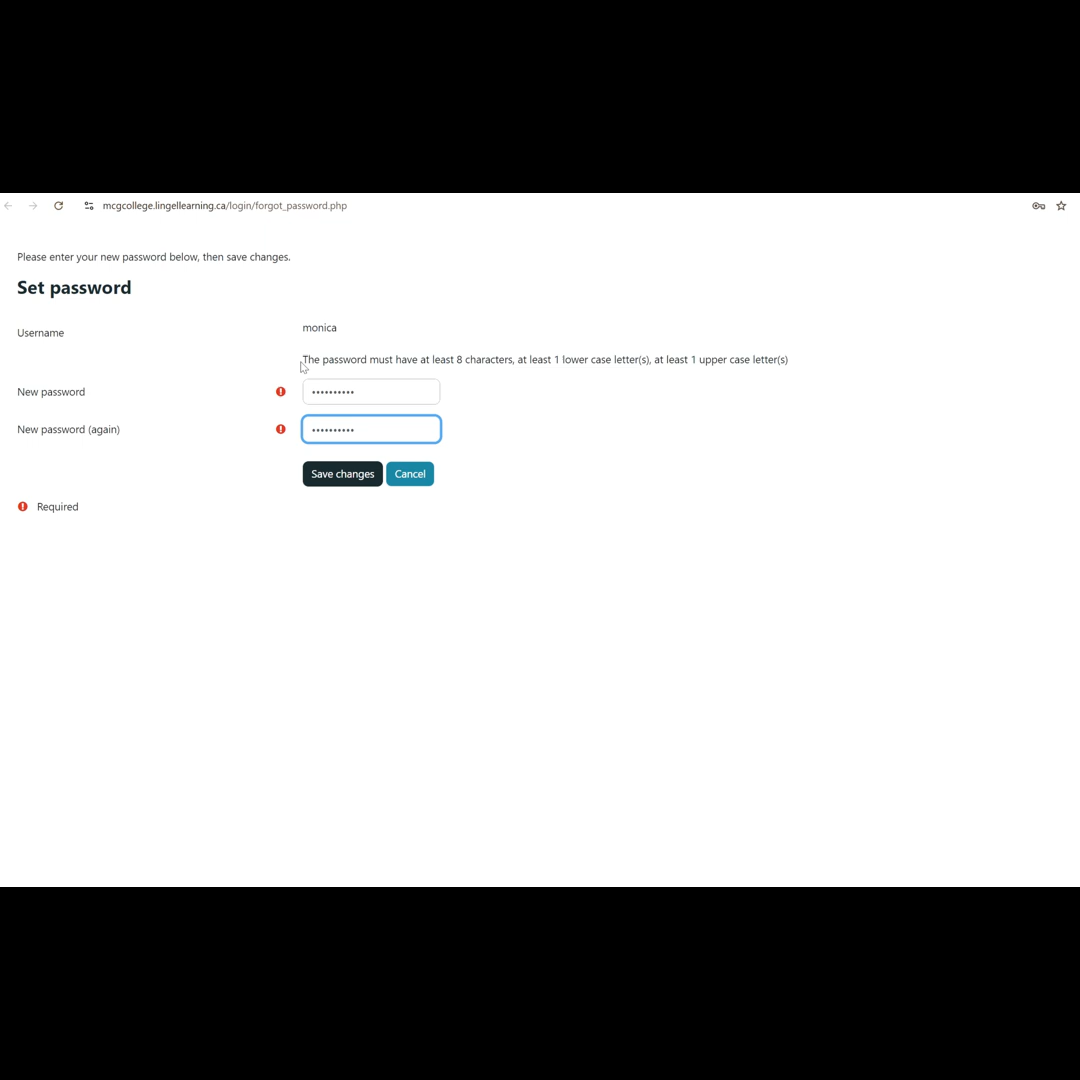 mcgcollege.lingellearning.ca/login/forgot_password.php
Please enter your new password below, then save changes.
Set password
Username
monica
The password must have at least 8 characters, at least 1 lower case letter(s), at least 1 upper case letter(s)
New password
••••••••••
New password (again)
••••••••••
Save changes Cancel
Required